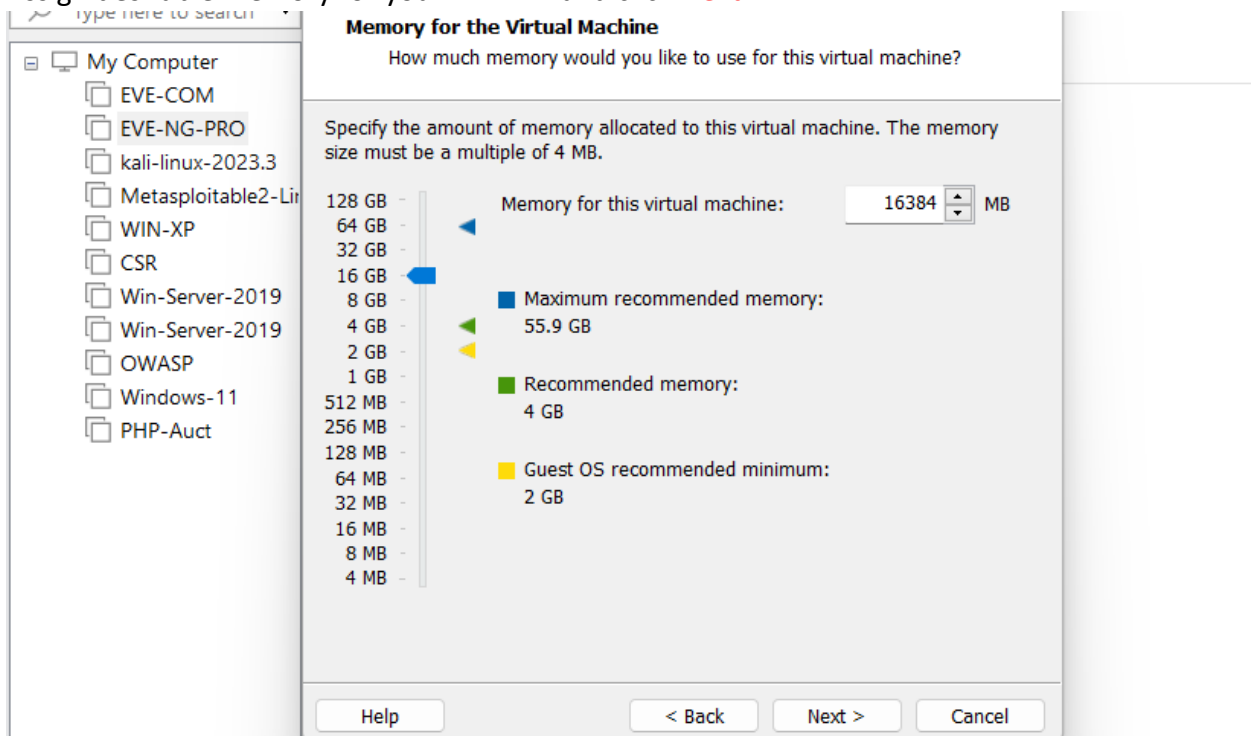 Type here to search
My Computer
EVE-COM
EVE-NG-PRO
kali-linux-2023.3
Metasploitable2-Lin
WIN-XP
CSR
Win-Server-2019
Win-Server-2019
OWASP
Windows-11
PHP-Auct
Memory for the Virtual Machine
How much memory would you like to use for this virtual machine?
Specify the amount of memory allocated to this virtual machine. The memory
size must be a multiple of 4 MB.
128 GB
64 GB
32 GB
16 GB
8 GB
4 GB
2 GB
1 GB
512 MB
256 MB
128 MB
64 MB
32 MB
16 MB
8 MB
4 MB
Memory for this virtual machine: 16384 MB
Maximum recommended memory:
55.9 GB
Recommended memory:
4 GB
Guest OS recommended minimum:
2 GB
Help < Back Next > Cancel